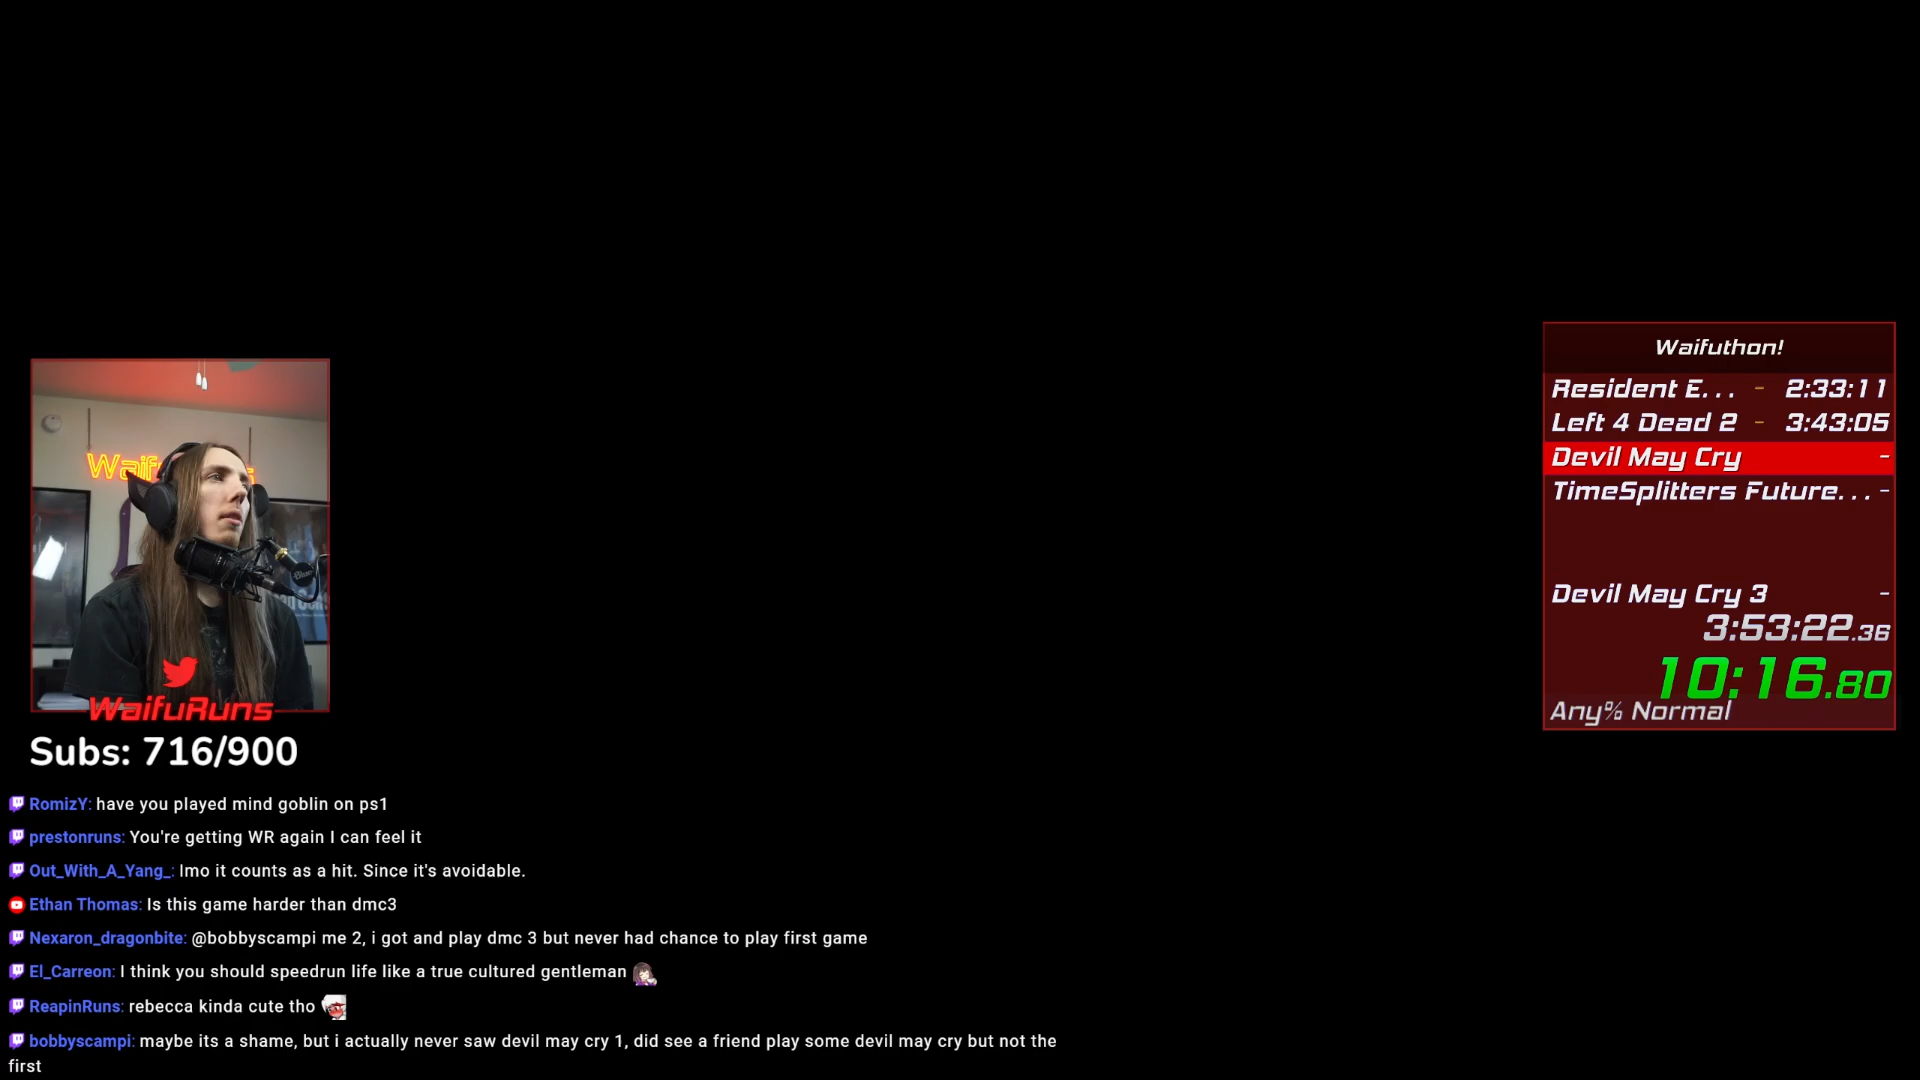 Waifuthon!
Resident E... - 2:33:11
Left 4 Dead 2 - 3:43:05
Devil May Cry -
TimeSplitters Future... -
Devil May Cry 3 -
3:53:22.36
10:16.80
Any% Normal
WaifuRuns
Subs: 716/900
RomizY: have you played mind goblin on ps1
prestonruns: You're getting WR again I can feel it
Out_With_A_Yang_: Imo it counts as a hit. Since it's avoidable.
Ethan Thomas: Is this game harder than dmc3
Nexaron_dragonbite: @bobbyscampi me 2, i got and play dmc 3 but never had chance to play first game
El_Carreon: I think you should speedrun life like a true cultured gentleman
ReapinRuns: rebecca kinda cute tho
bobbyscampi: maybe its a shame, but i actually never saw devil may cry 1, did see a friend play some devil may cry but not the
first